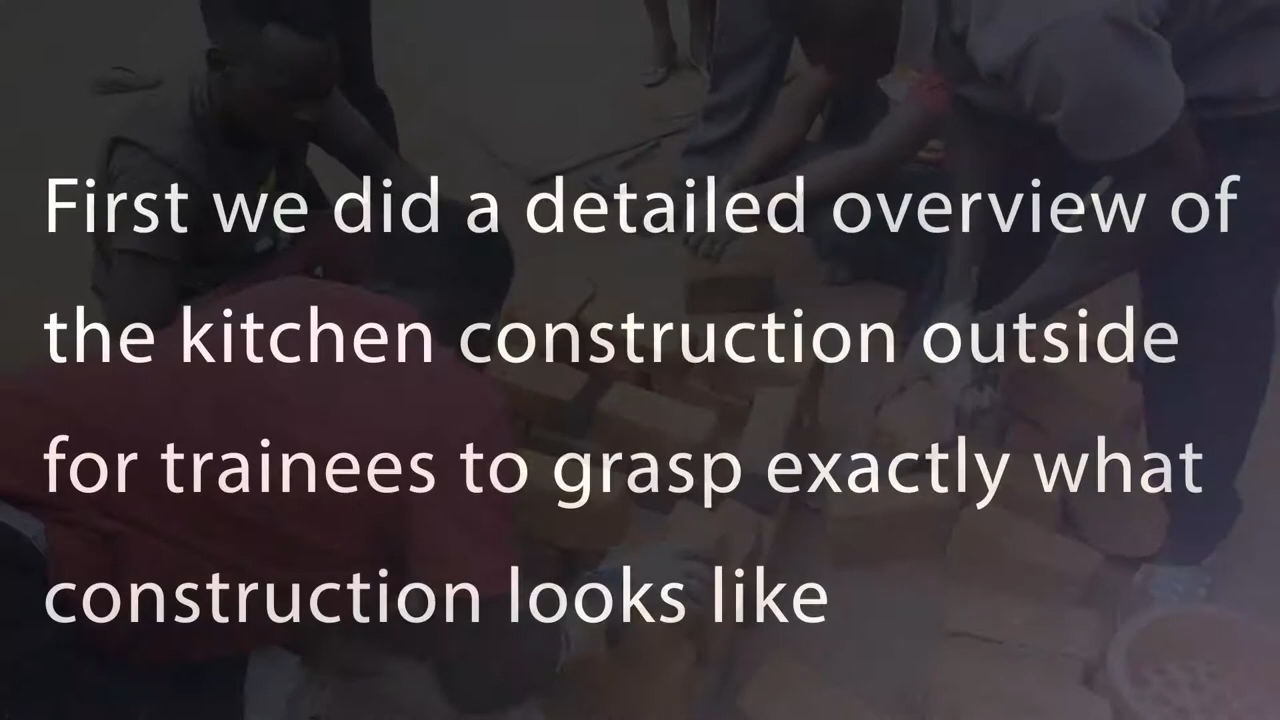 First we did a detailed overview of
the kitchen construction outside
for trainees to grasp exactly what
construction looks like